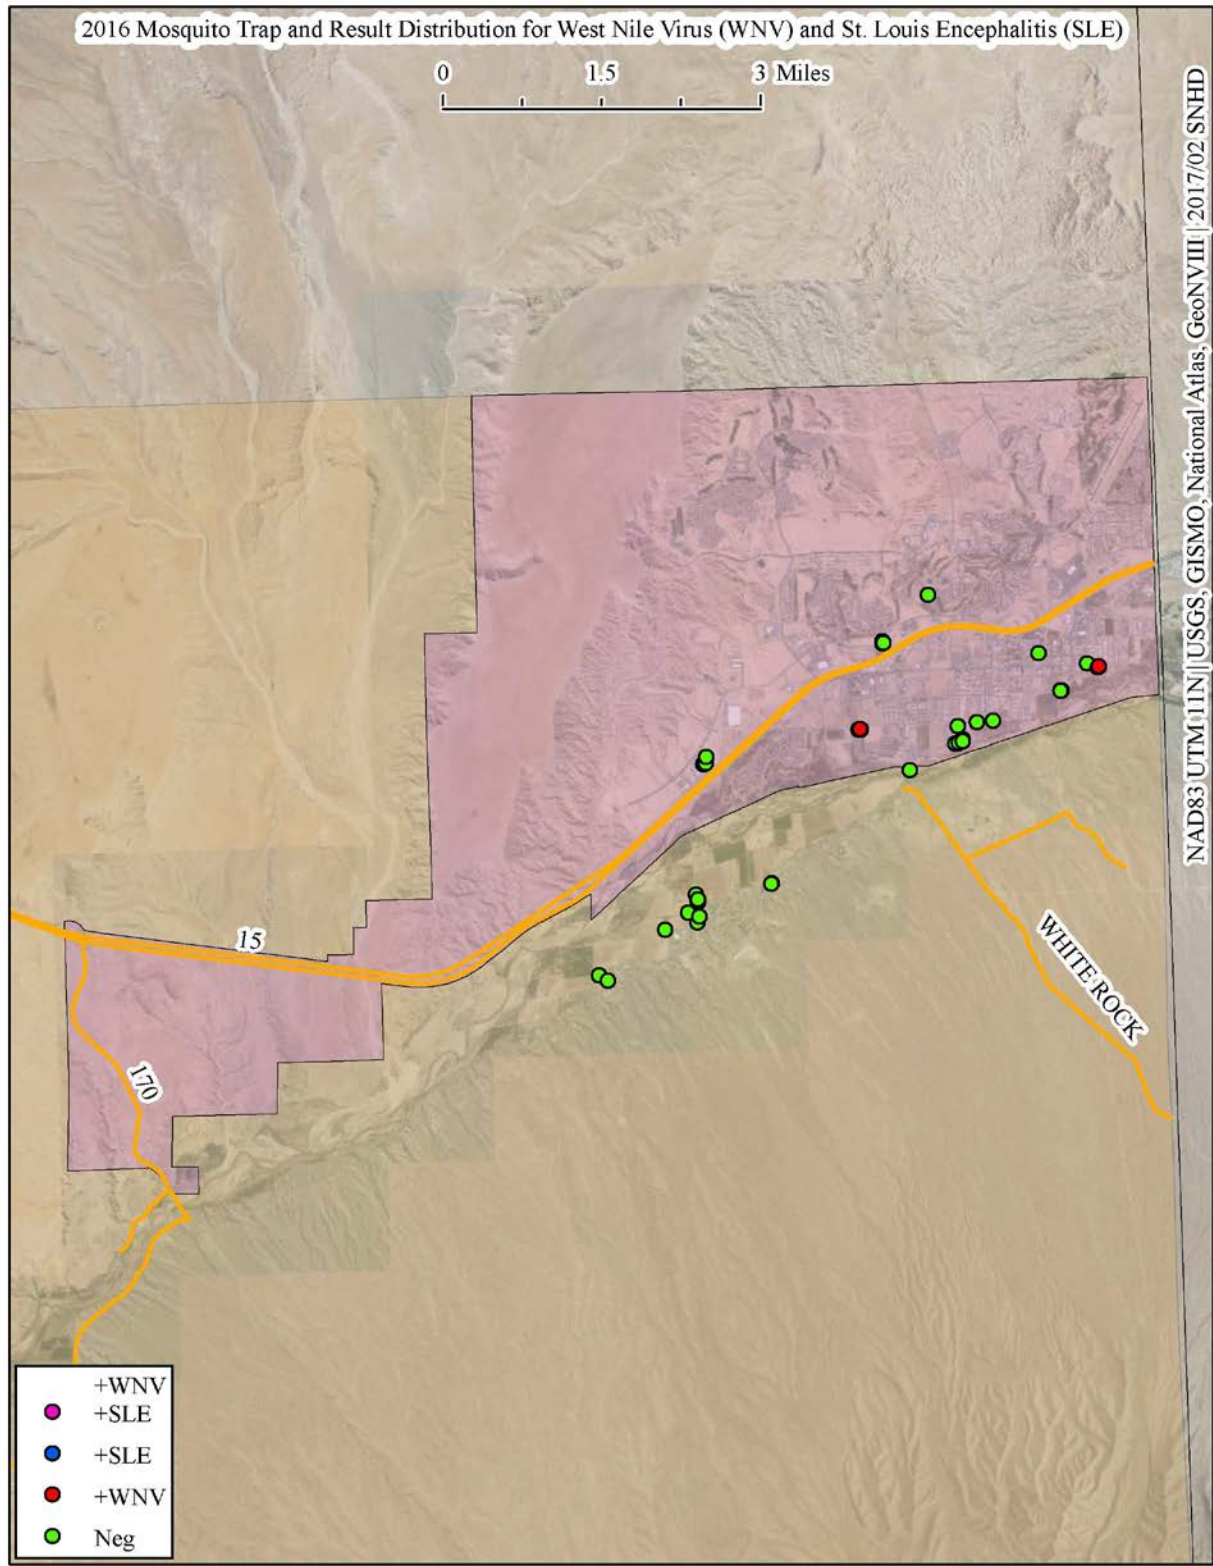 2016 Mosquito Trap and Result Distribution for West Nile Virus (WNV) and St. Louis Encephalitis (SLE)
0 1.5 3 Miles
NAD83 UTM 11N | USGS, GISMO, National Atlas, GeoNVIII | 2017/02 SNHD
15
WHITE ROCK
170
+WNV
+SLE
+SLE
+WNV
Neg